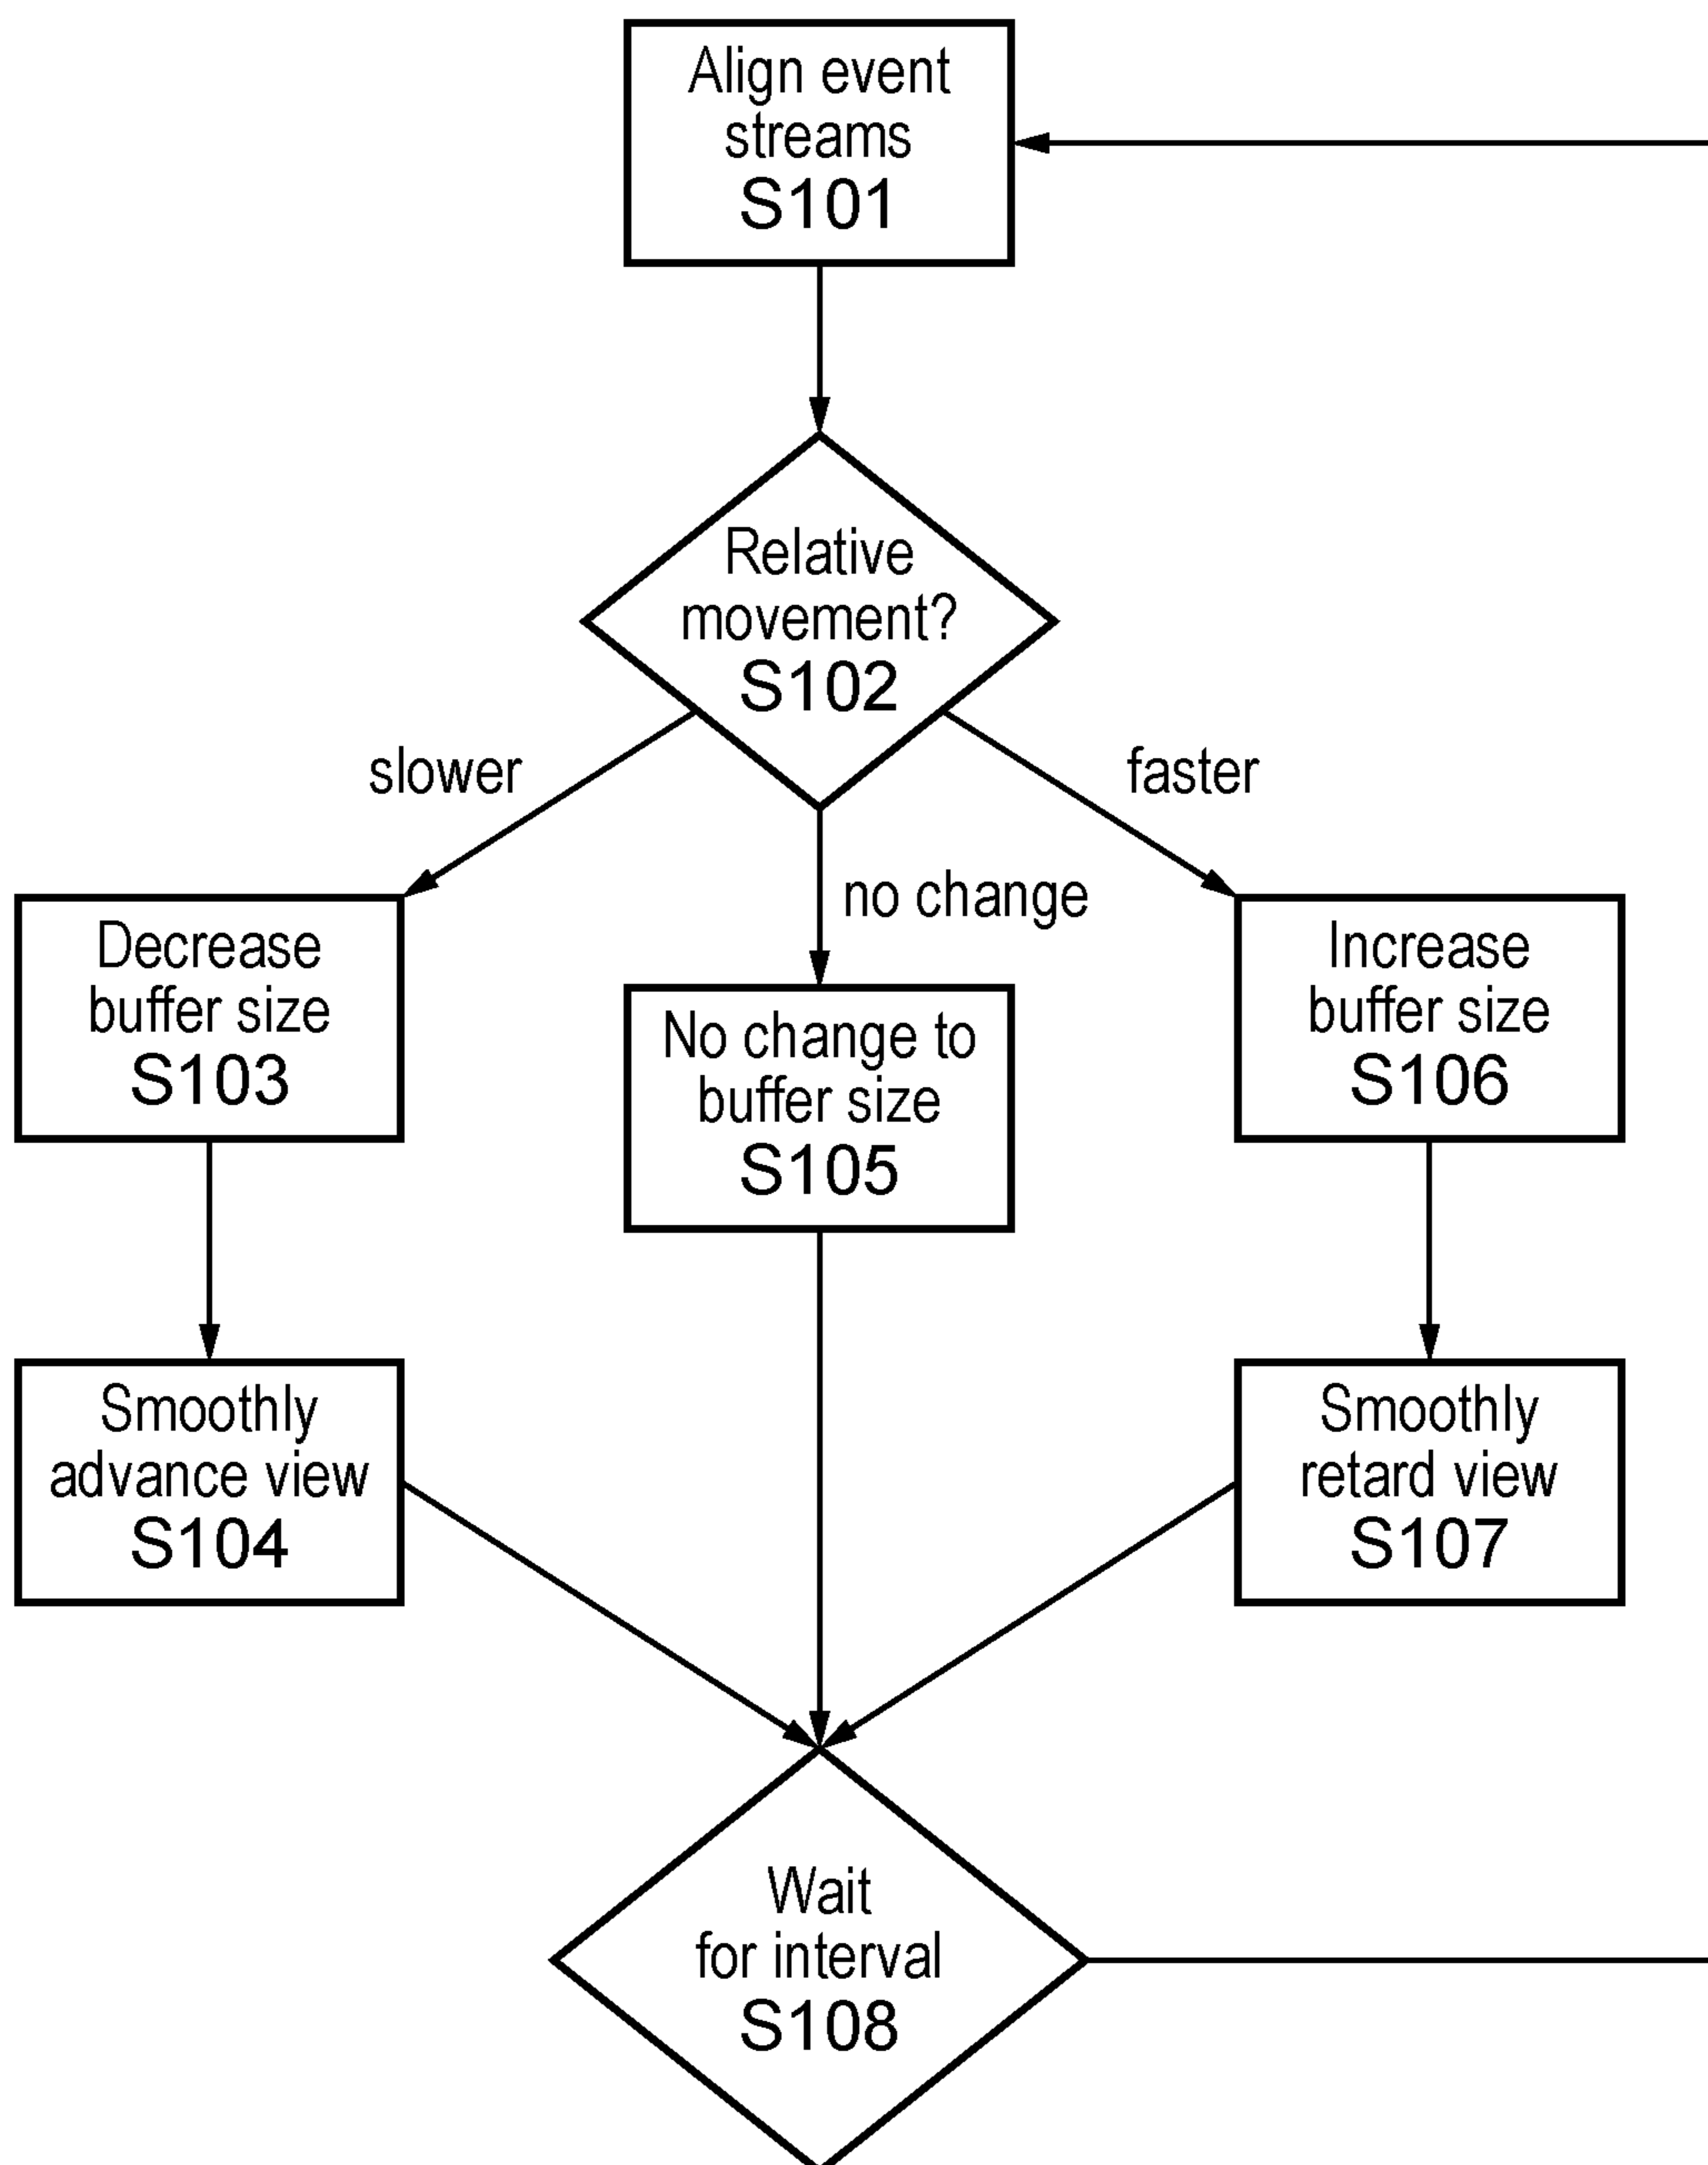 Align event
streams
S101
Relative
movement?
S102
slower
faster
no change
Decrease
buffer size
S103
No change to
buffer size
S105
Increase
buffer size
S106
Smoothly
advance view
S104
Smoothly
retard view
S107
Wait
for interval
S108